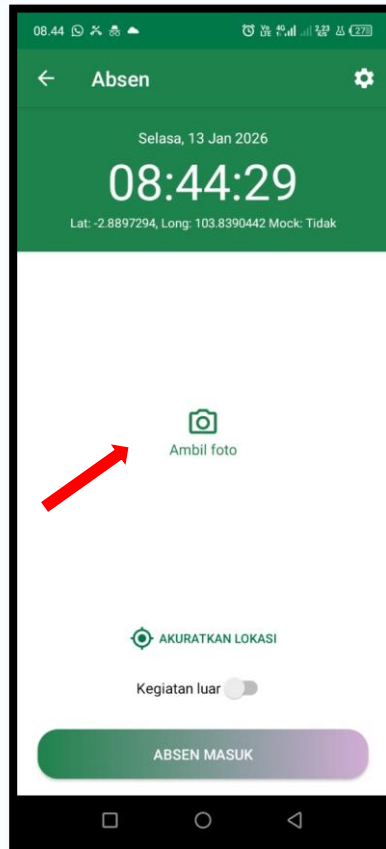 08.44
27
Absen
Selasa, 13 Jan 2026
08:44:29
Lat: -2.8897294, Long: 103.8390442 Mock: Tidak
Ambil foto
AKURATKAN LOKASI
Kegiatan luar
ABSEN MASUK